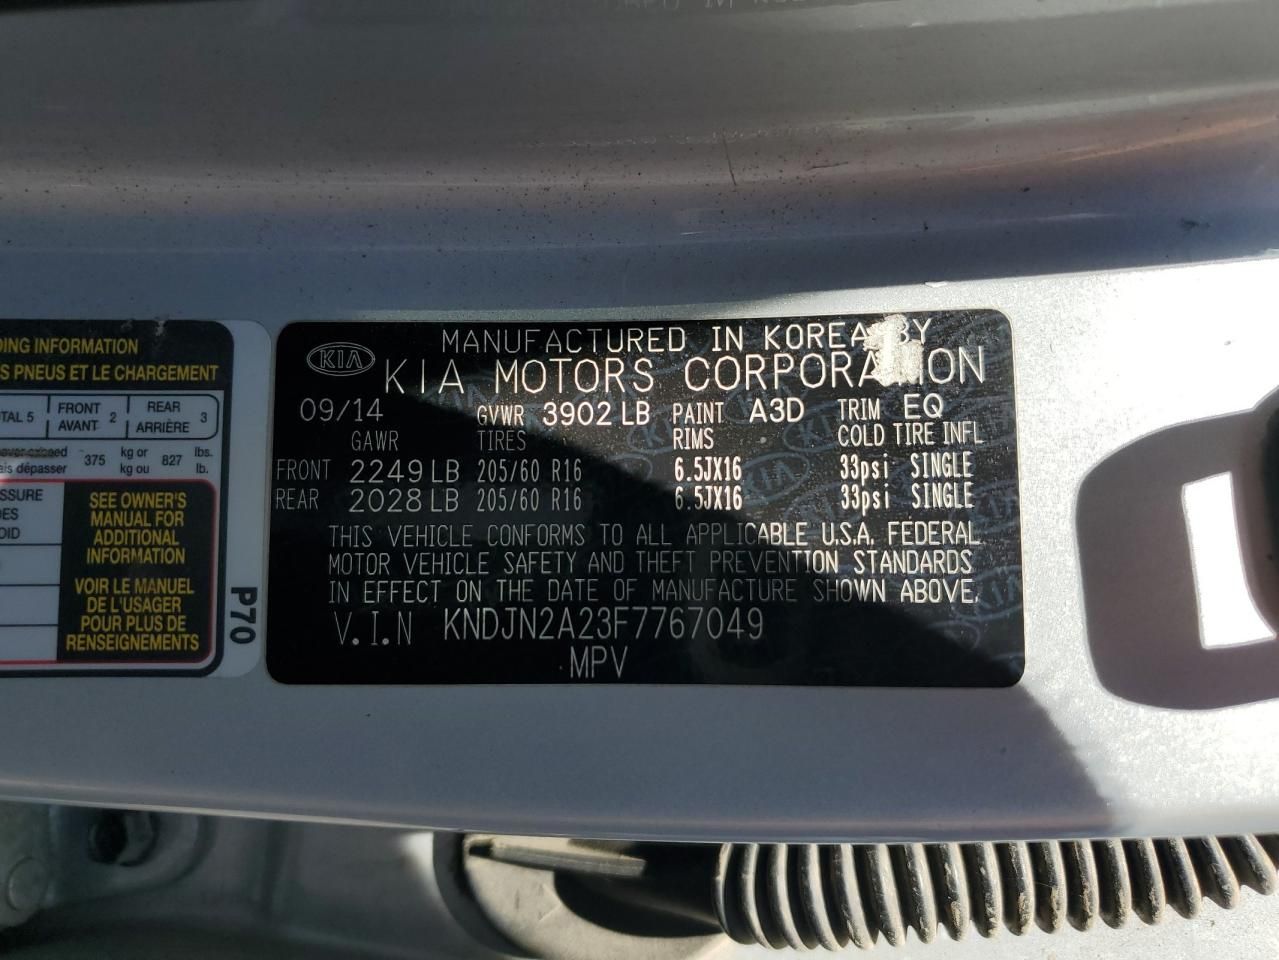 DING INFORMATION
S PNEUS ET LE CHARGEMENT
TAL 5 FRONT AVANT 2 REAR ARRIÈRE 3
ever exceed
ais dépasser 375 kg or kg ou 827 lbs. lb.
SSURE
DES
OID
SEE OWNER'S
MANUAL FOR
ADDITIONAL
INFORMATION
VOIR LE MANUEL
DE L'USAGER
POUR PLUS DE
RENSEIGNEMENTS
P70
MANUFACTURED IN KOREA BY
KIA KIA MOTORS CORPORATION
09/14 GVWR 3902 LB PAINT A3D TRIM EQ
GAWR TIRES RIMS COLD TIRE INFL
FRONT 2249 LB 205/60 R16 6.5JX16 33psi SINGLE
REAR 2028 LB 205/60 R16 6.5JX16 33psi SINGLE
THIS VEHICLE CONFORMS TO ALL APPLICABLE U.S.A. FEDERAL
MOTOR VEHICLE SAFETY AND THEFT PREVENTION STANDARDS
IN EFFECT ON THE DATE OF MANUFACTURE SHOWN ABOVE.
V.I.N KNDJN2A23F7767049
MPV